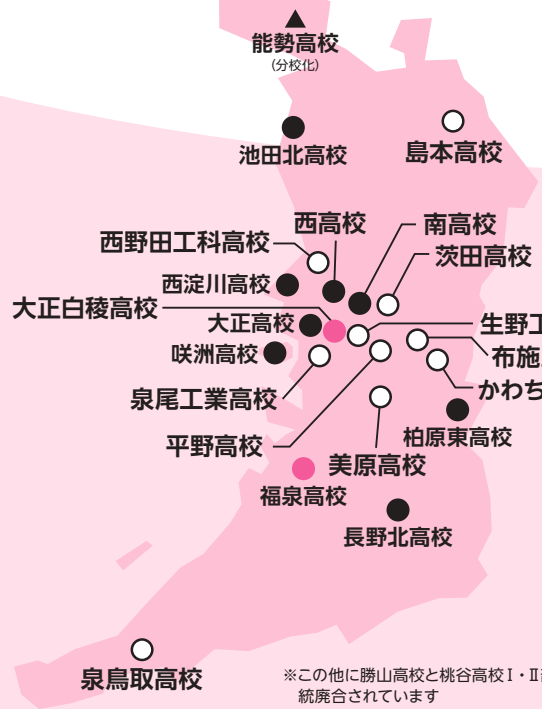 能勢高校
(分校化)
池田北高校
島本高校
西高校
南高校
西野田工科高校
茨田高校
西淀川高校
大正白稜高校
大正高校
生野工
布施
咲洲高校
かわち
泉尾工業高校
柏原東高校
平野高校
美原高校
福泉高校
長野北高校
泉鳥取高校
※この他に勝山高校と桃谷高校Ⅰ・Ⅱ
統廃合されています